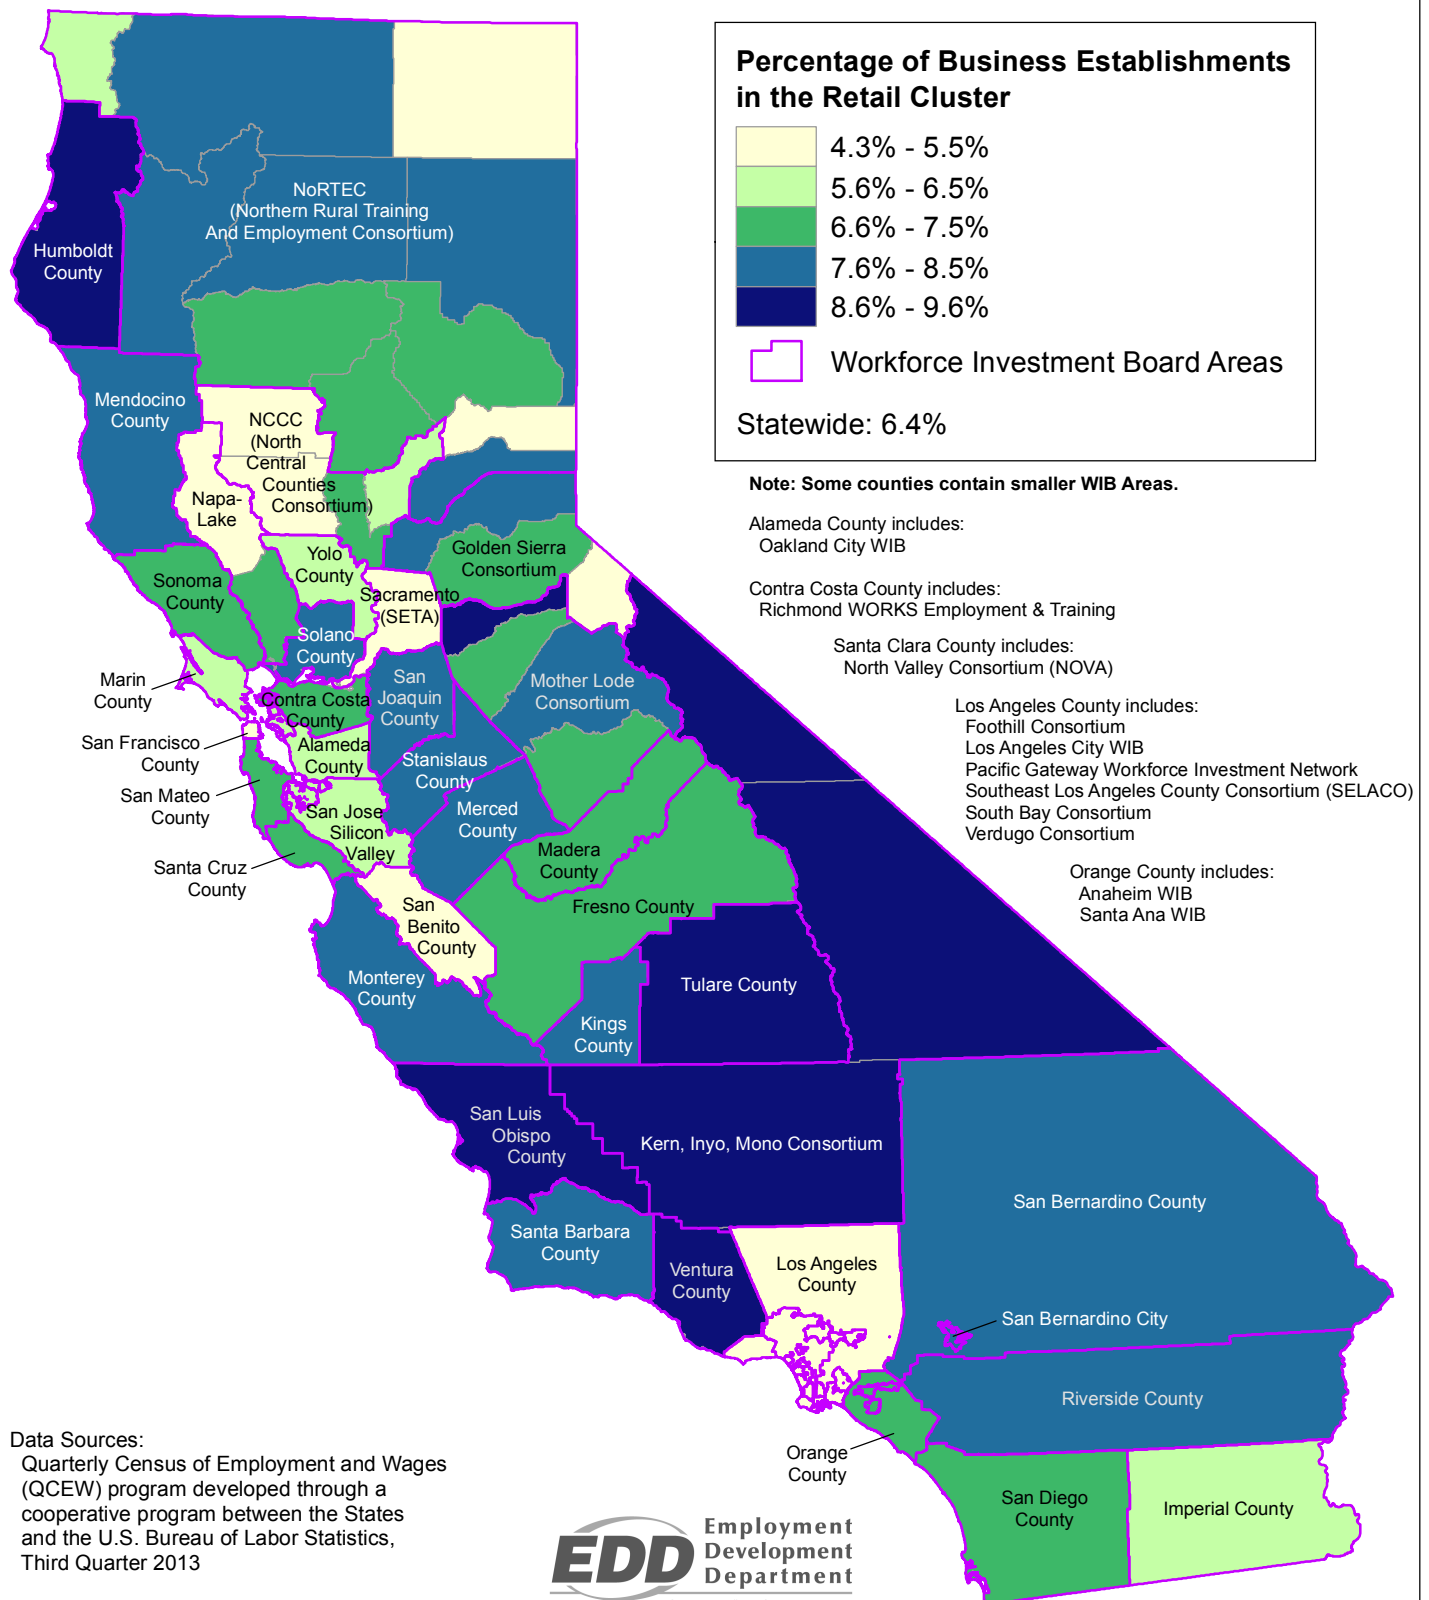 Percentage of Business Establishments
in the Retail Cluster
4.3% - 5.5%
5.6% - 6.5%
6.6% - 7.5%
7.6% - 8.5%
8.6% - 9.6%
Workforce Investment Board Areas
Statewide: 6.4%
Note: Some counties contain smaller WIB Areas.
Alameda County includes:
Oakland City WIB
Contra Costa County includes:
Richmond WORKS Employment & Training
Santa Clara County includes:
North Valley Consortium (NOVA)
Los Angeles County includes:
Foothill Consortium
Los Angeles City WIB
Pacific Gateway Workforce Investment Network
Southeast Los Angeles County Consortium (SELACO)
South Bay Consortium
Verdugo Consortium
Orange County includes:
Anaheim WIB
Santa Ana WIB
NoRTEC
(Northern Rural Training
And Employment Consortium)
Humboldt
County
Mendocino
County
NCCC
(North
Central
Counties
Consortium)
Napa-
Lake
Yolo
County
Golden Sierra
Consortium
Sonoma
County
Sacramento
(SETA)
Solano
County
Marin
County
Contra Costa
County
San
Joaquin
County
Mother Lode
Consortium
San Francisco
County
Alameda
County
Stanislaus
County
San Mateo
County
San Jose
Silicon
Valley
Merced
County
Santa Cruz
County
Madera
County
San
Benito
County
Fresno County
Monterey
County
Kings
County
Tulare County
San Luis
Obispo
County
Kern, Inyo, Mono Consortium
San Bernardino County
Santa Barbara
County
Ventura
County
Los Angeles
County
San Bernardino City
Riverside County
Orange
County
San Diego
County
Imperial County
Data Sources:
Quarterly Census of Employment and Wages
(QCEW) program developed through a
cooperative program between the States
and the U.S. Bureau of Labor Statistics,
Third Quarter 2013
EDD
Employment
Development
Department